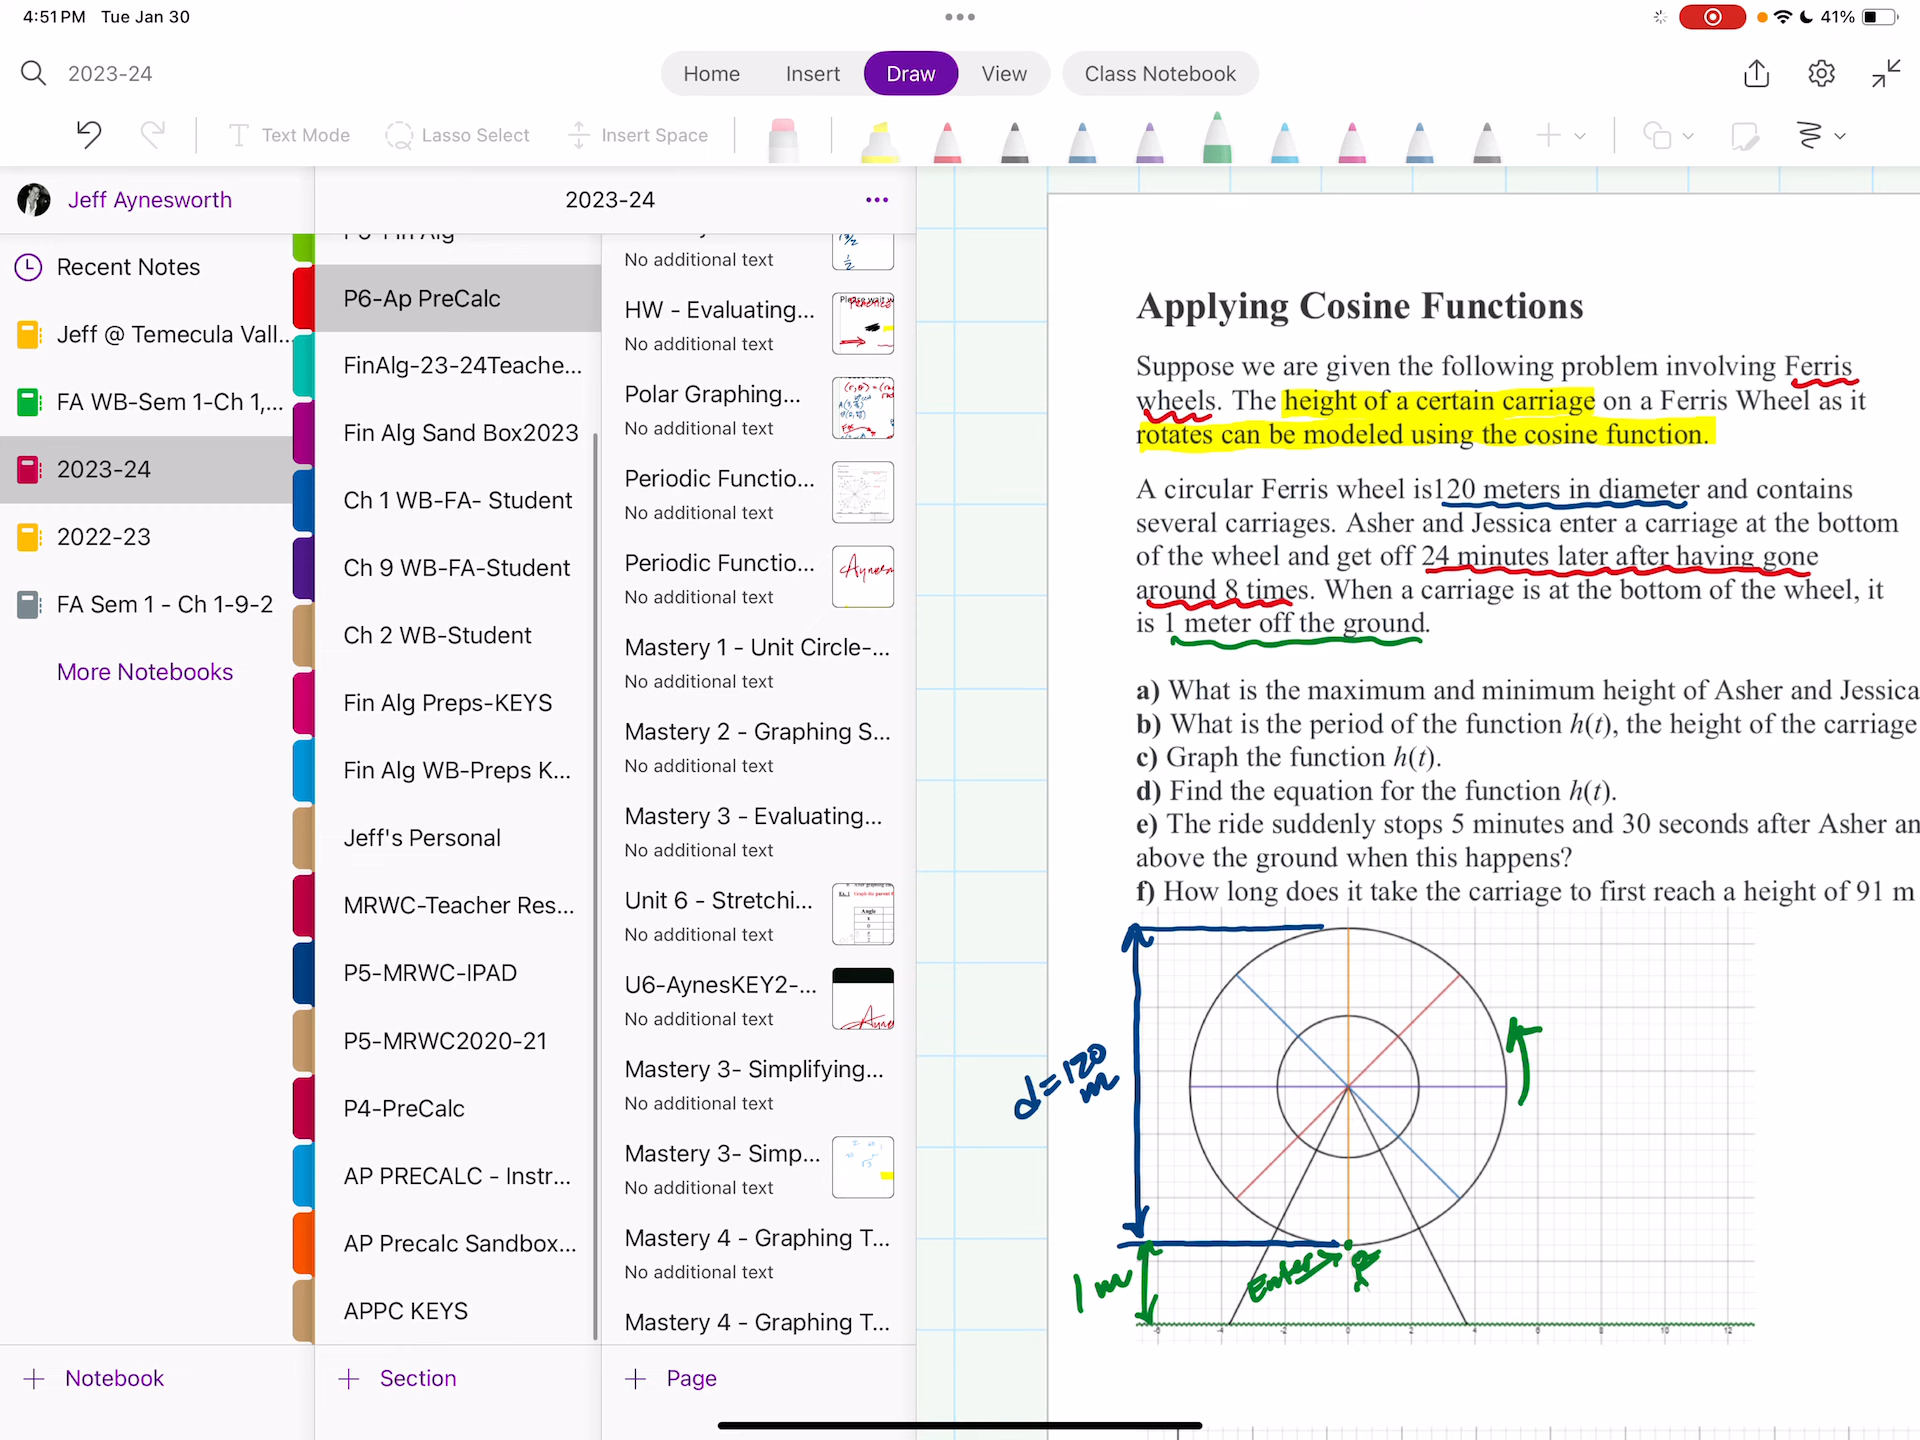 4:51 PM Tue Jan 30
41%
2023-24
Home
Insert
Draw
View
Class Notebook
Text Mode
Lasso Select
Insert Space
Jeff Aynesworth
Recent Notes
Jeff @ Temecula Vall...
FA WB-Sem 1-Ch 1,...
2023-24
2022-23
FA Sem 1 - Ch 1-9-2
More Notebooks
Notebook
2023-24
P6-Ap PreCalc
FinAlg-23-24Teache...
Fin Alg Sand Box2023
Ch 1 WB-FA- Student
Ch 9 WB-FA-Student
Ch 2 WB-Student
Fin Alg Preps-KEYS
Fin Alg WB-Preps K...
Jeff's Personal
MRWC-Teacher Res...
P5-MRWC-IPAD
P5-MRWC2020-21
P4-PreCalc
AP PRECALC - Instr...
AP Precalc Sandbox...
APPC KEYS
Section
No additional text
HW - Evaluating...
No additional text
Polar Graphing...
No additional text
Periodic Functio...
No additional text
Periodic Functio...
No additional text
Mastery 1 - Unit Circle-...
No additional text
Mastery 2 - Graphing S...
No additional text
Mastery 3 - Evaluating...
No additional text
Unit 6 - Stretchi...
No additional text
U6-AynesKEY2-...
No additional text
Mastery 3- Simplifying...
No additional text
Mastery 3- Simp...
No additional text
Mastery 4 - Graphing T...
No additional text
Mastery 4 - Graphing T...
Page
Applying Cosine Functions
Suppose we are given the following problem involving Ferris
wheels. The height of a certain carriage on a Ferris Wheel as it
rotates can be modeled using the cosine function.
A circular Ferris wheel is120 meters in diameter and contains
several carriages. Asher and Jessica enter a carriage at the bottom
of the wheel and get off 24 minutes later after having gone
around 8 times. When a carriage is at the bottom of the wheel, it
is 1 meter off the ground.
a) What is the maximum and minimum height of Asher and Jessica
b) What is the period of the function h(t), the height of the carriage
c) Graph the function h(t).
d) Find the equation for the function h(t).
e) The ride suddenly stops 5 minutes and 30 seconds after Asher an
above the ground when this happens?
f) How long does it take the carriage to first reach a height of 91 m
d=120 m
1 m
Enter